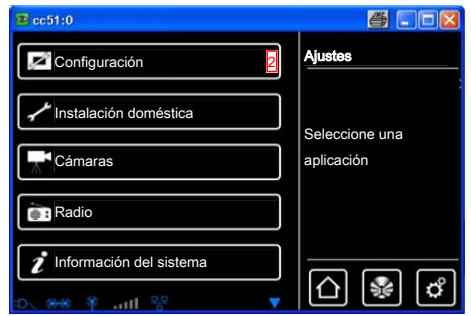 cc51:0
Configuración 2
Ajustes
Instalación doméstica
Seleccione una
aplicación
Cámaras
Radio
Información del sistema